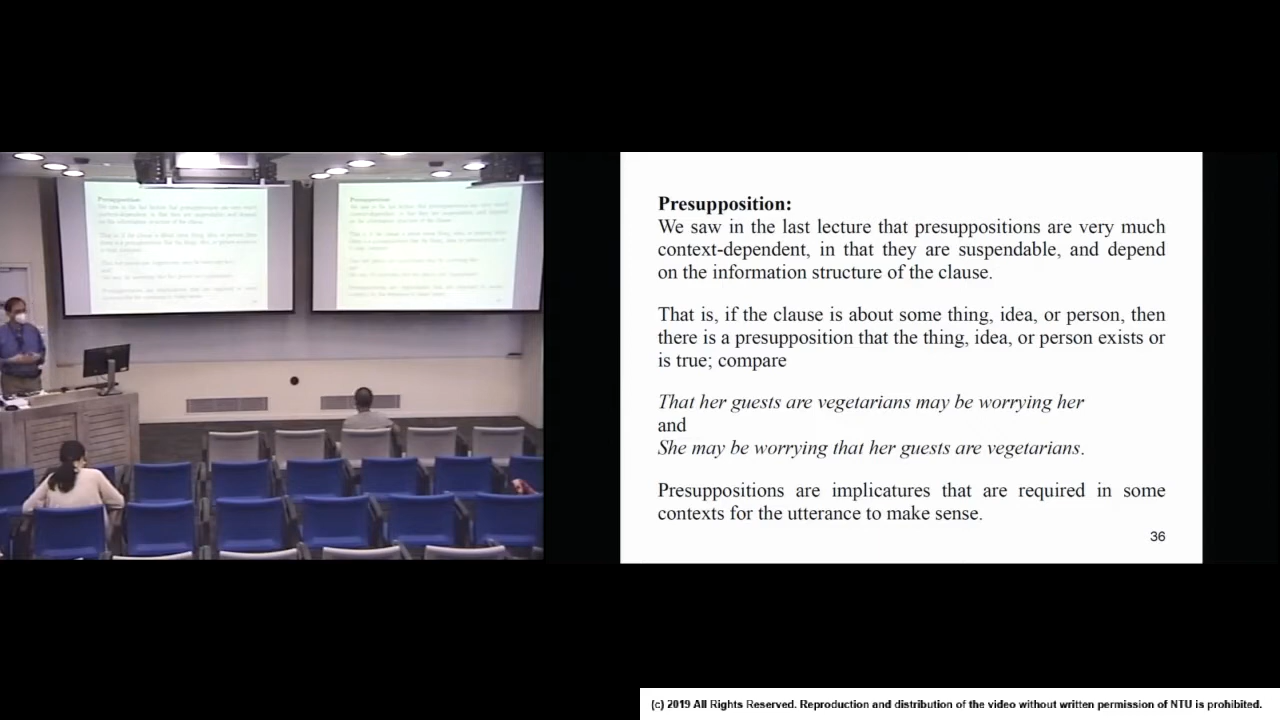 Presupposition:
We saw in the last lecture that presuppositions are very much
context-dependent, in that they are suspendable, and depend
on the information structure of the clause.
That is, if the clause is about some thing, idea, or person, then
there is a presupposition that the thing, idea, or person exists or
is true; compare
That her guests are vegetarians may be worrying her
and
She may be worrying that her guests are vegetarians.
Presuppositions are implicatures that are required in some
contexts for the utterance to make sense.
36
(c) 2019 All Rights Reserved. Reproduction and distribution of the video without written permission of NTU is prohibited.